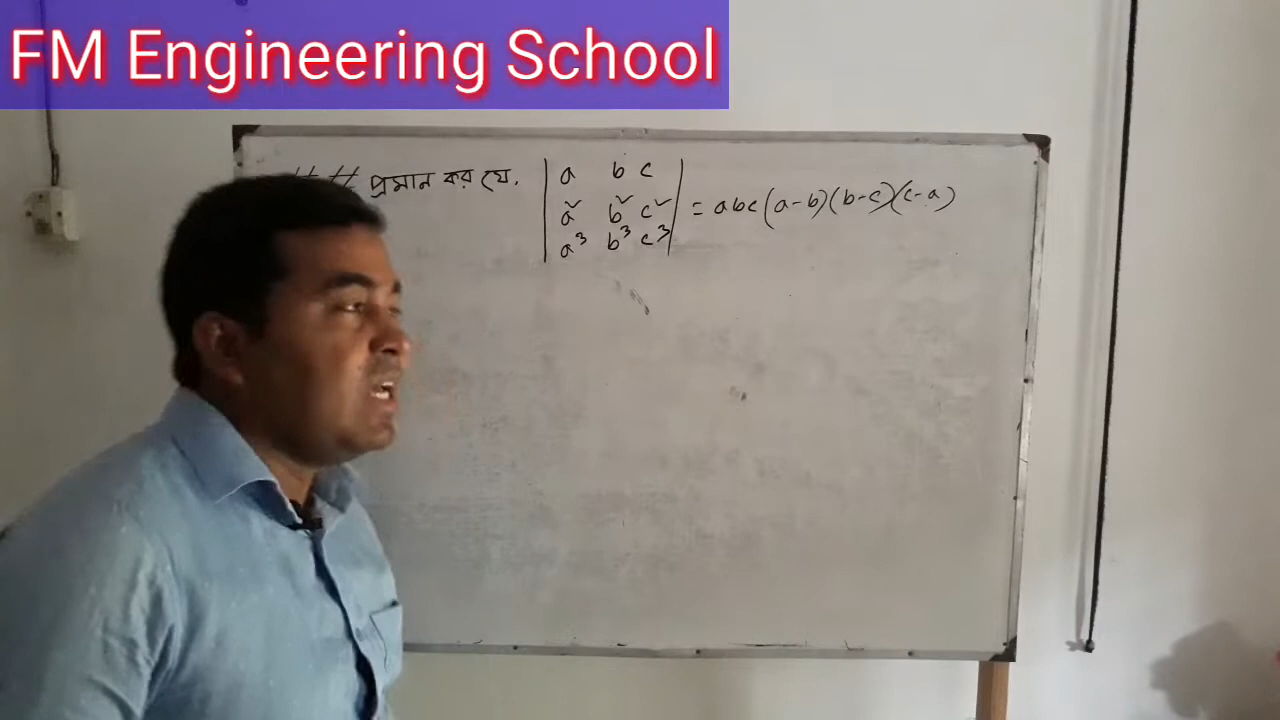 FM Engineering School
// // প্রমান কর যে, | a b c |
| a² b² c² | = abc(a-b)(b-c)(c-a)
| a³ b³ c³ |